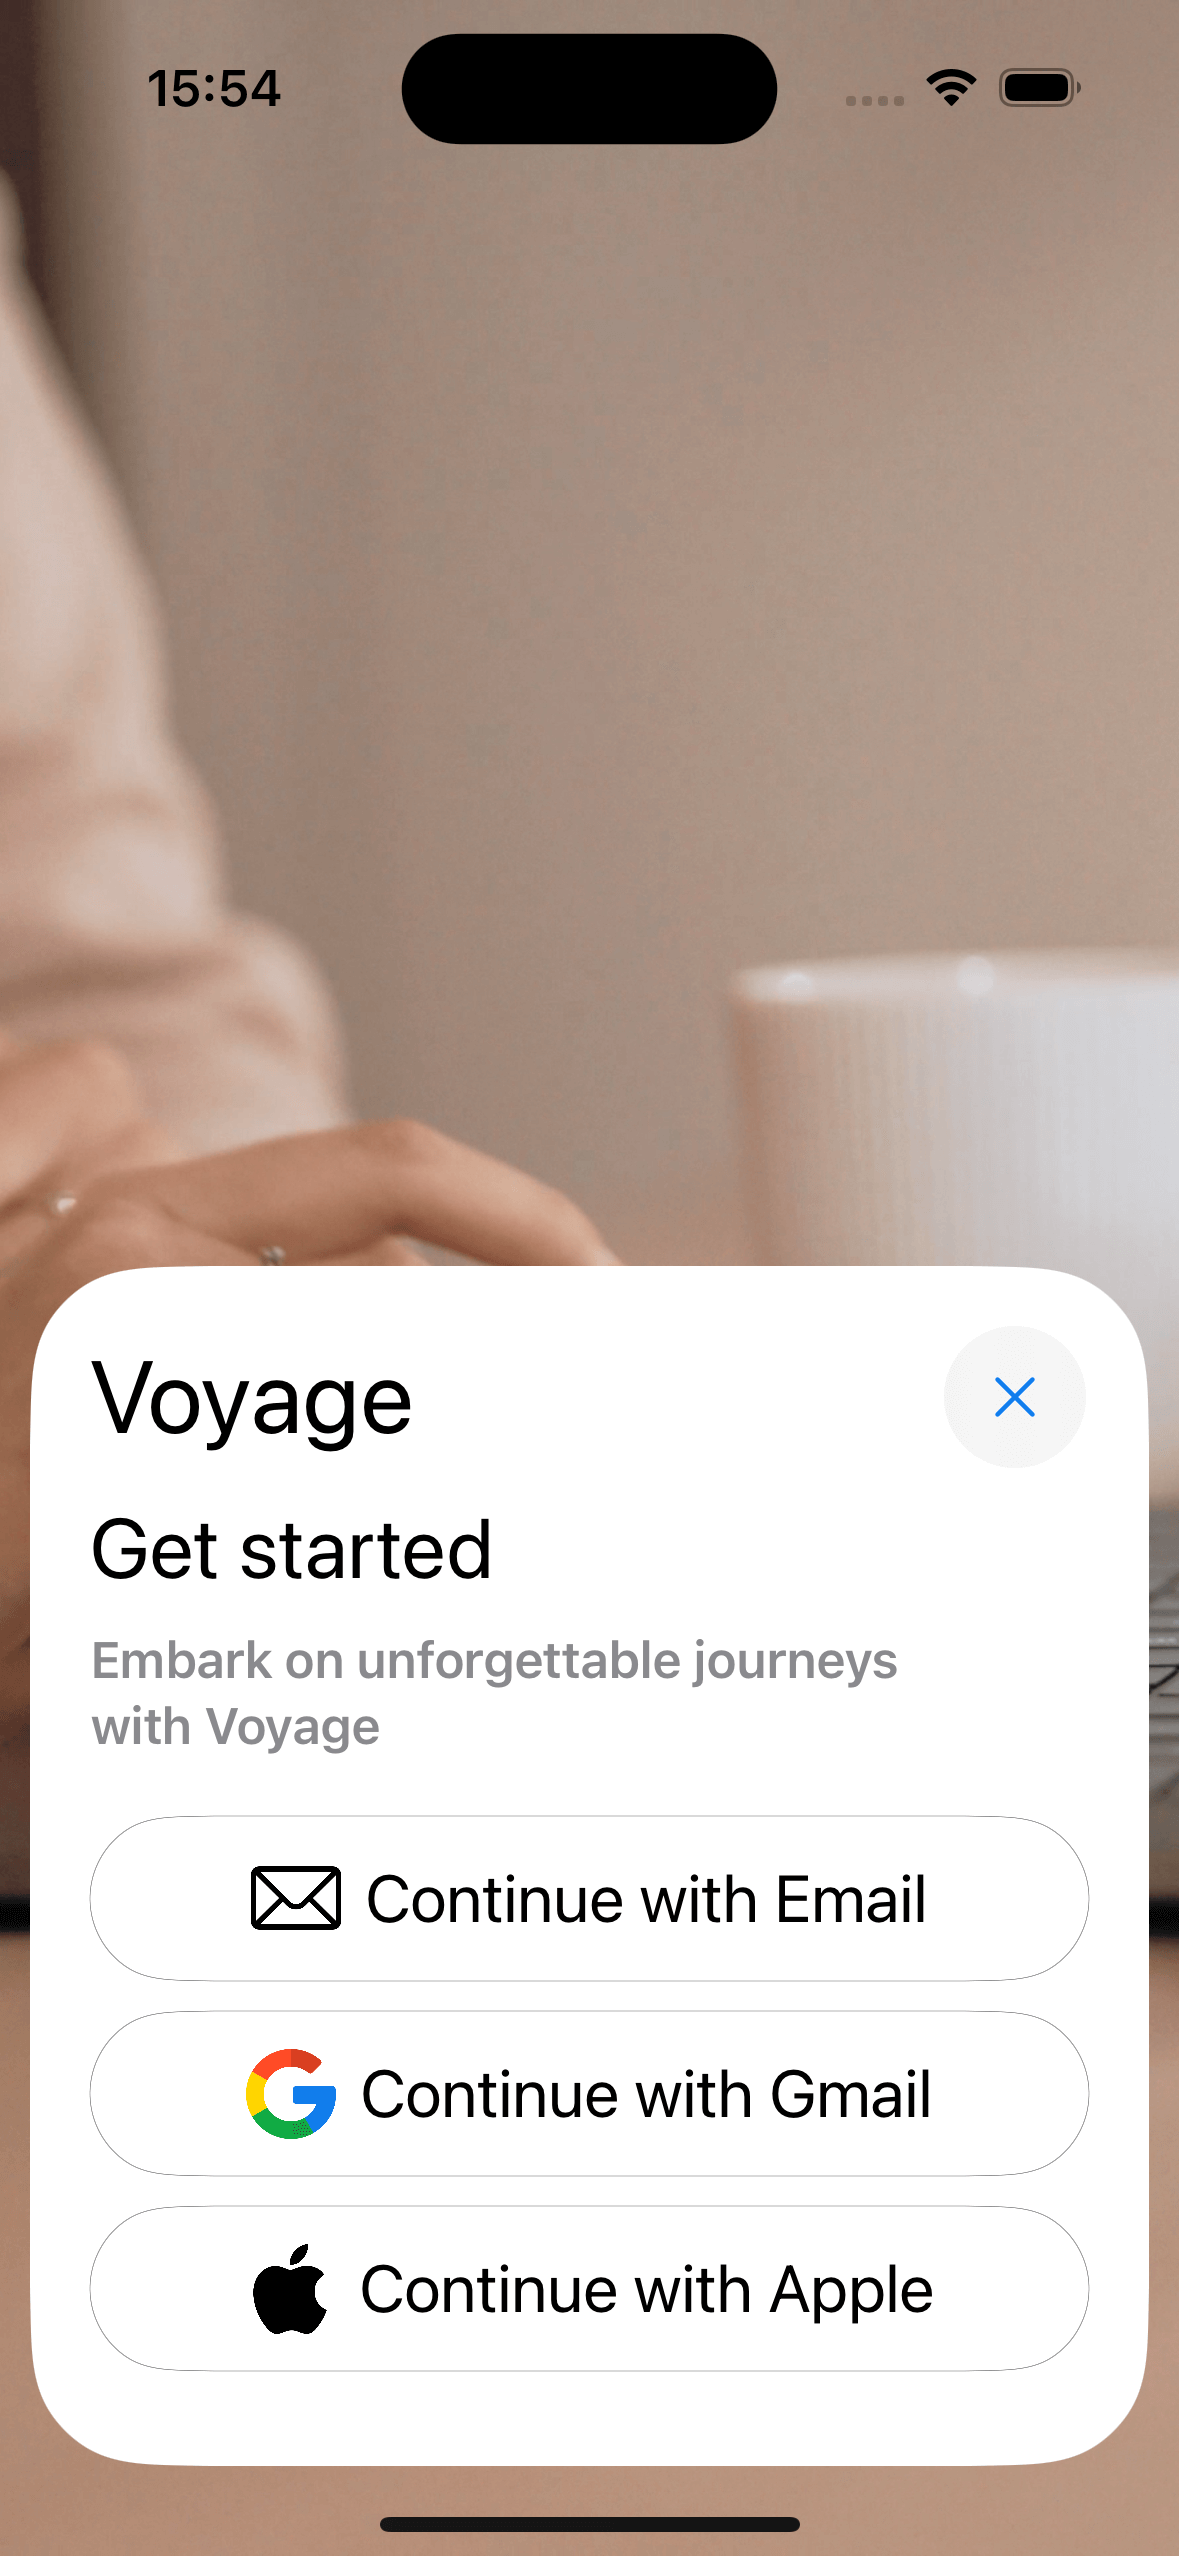 15:54
Voyage
Get started
Embark on unforgettable journeys
with Voyage
Continue with Email
Continue with Gmail
Continue with Apple